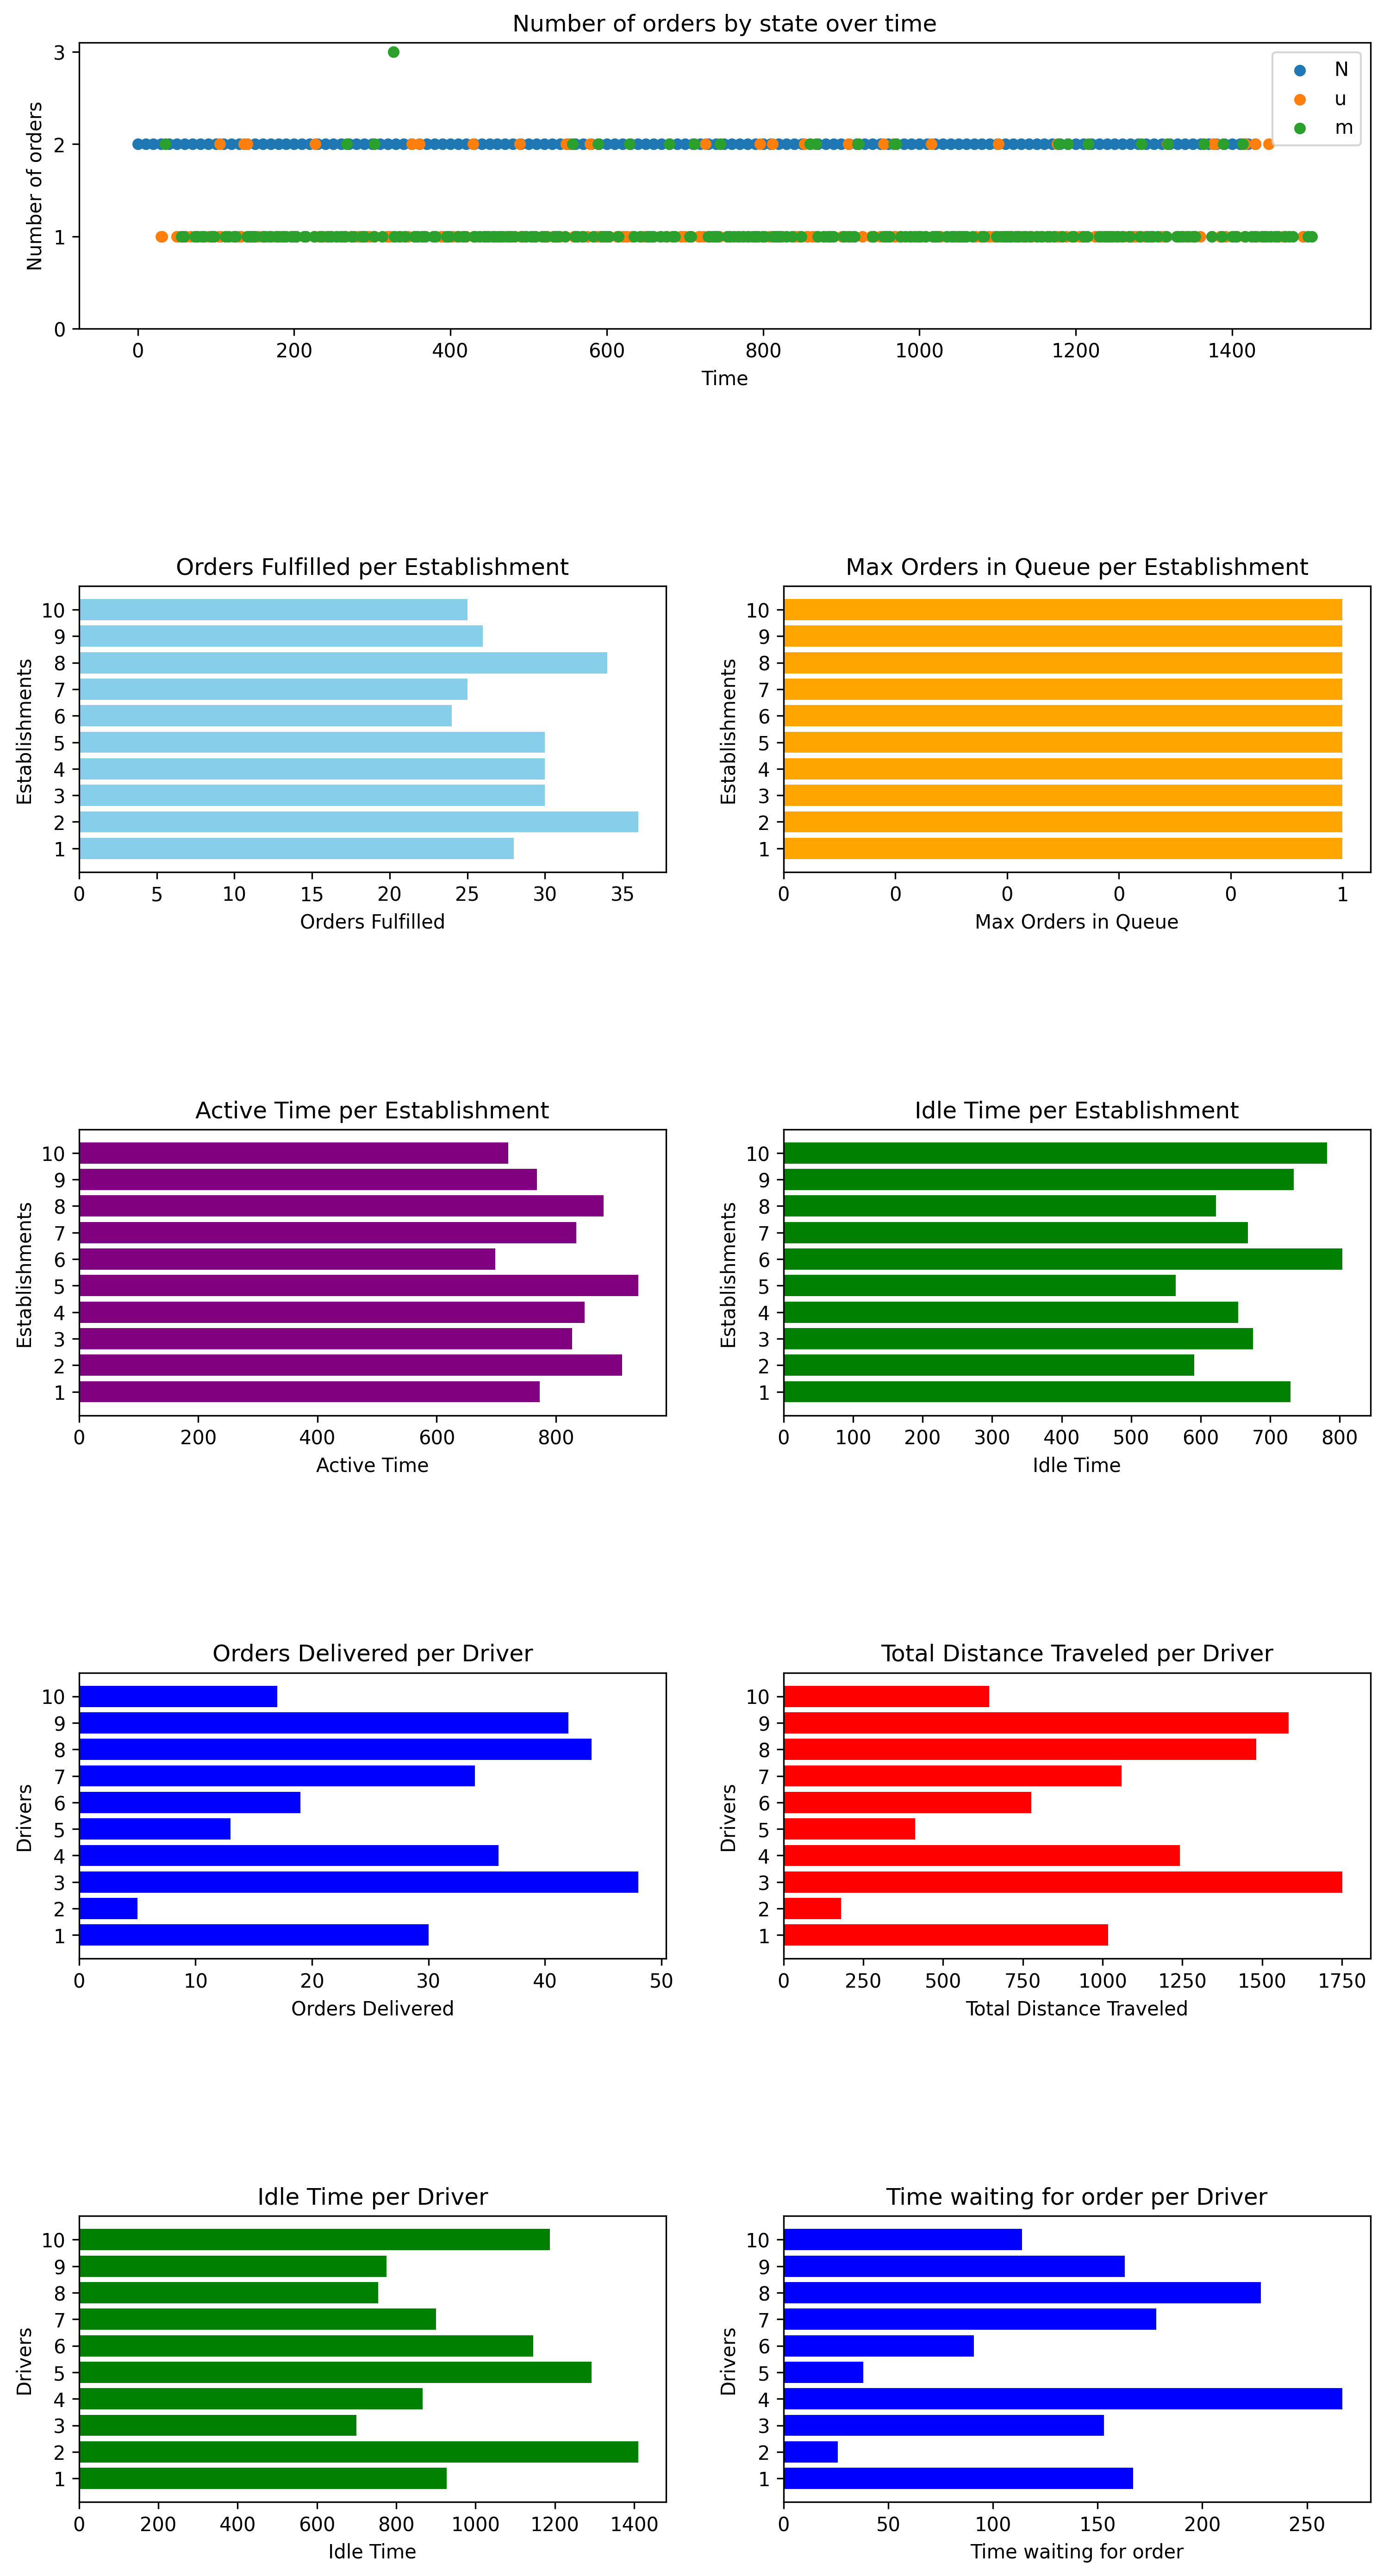 Number of orders by state over time
Number of orders
3
2
1
0
N
u
m
0 200 400 600 800 1000 1200 1400
Time
Orders Fulfilled per Establishment
Establishments
10
9
8
7
6
5
4
3
2
1
0 5 10 15 20 25 30 35
Orders Fulfilled
Max Orders in Queue per Establishment
Establishments
10
9
8
7
6
5
4
3
2
1
0 0 0 0 0 1
Max Orders in Queue
Active Time per Establishment
Establishments
10
9
8
7
6
5
4
3
2
1
0 200 400 600 800
Active Time
Idle Time per Establishment
Establishments
10
9
8
7
6
5
4
3
2
1
0 100 200 300 400 500 600 700 800
Idle Time
Orders Delivered per Driver
Drivers
10
9
8
7
6
5
4
3
2
1
0 10 20 30 40 50
Orders Delivered
Total Distance Traveled per Driver
Drivers
10
9
8
7
6
5
4
3
2
1
0 250 500 750 1000 1250 1500 1750
Total Distance Traveled
Idle Time per Driver
Drivers
10
9
8
7
6
5
4
3
2
1
0 200 400 600 800 1000 1200 1400
Idle Time
Time waiting for order per Driver
Drivers
10
9
8
7
6
5
4
3
2
1
0 50 100 150 200 250
Time waiting for order